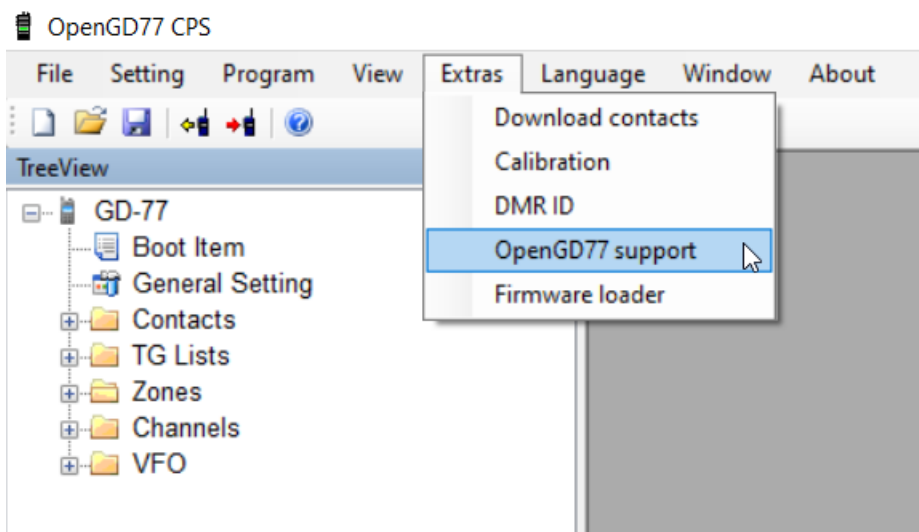 OpenGD77 CPS
File Setting Program View Extras Language Window About
Download contacts
Calibration
DMR ID
OpenGD77 support
Firmware loader
TreeView
GD-77
Boot Item
General Setting
Contacts
TG Lists
Zones
Channels
VFO